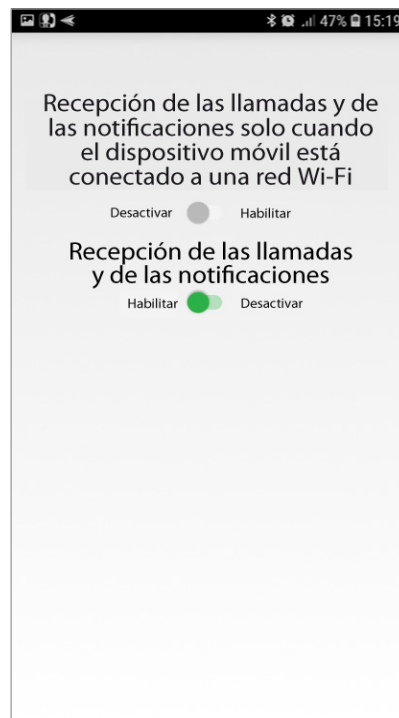 47% 15:19
Recepción de las llamadas y de
las notificaciones solo cuando
el dispositivo móvil está
conectado a una red Wi-Fi
Desactivar Habilitar
Recepción de las llamadas
y de las notificaciones
Habilitar Desactivar